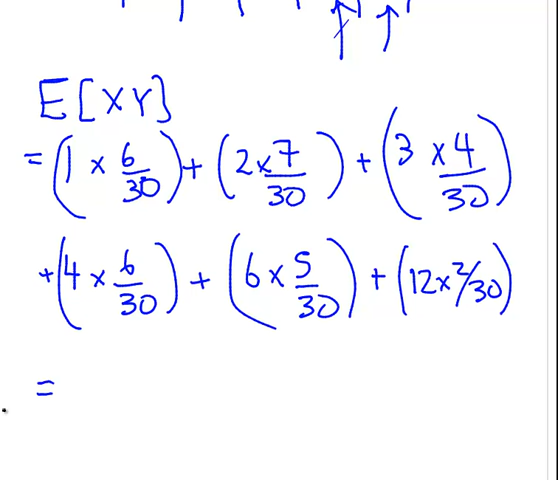 E[XY]
= (1 × 6/30) + (2 × 7/30) + (3 × 4/30)
+ (4 × 6/30) + (6 × 5/30) + (12 × 2/30)
=